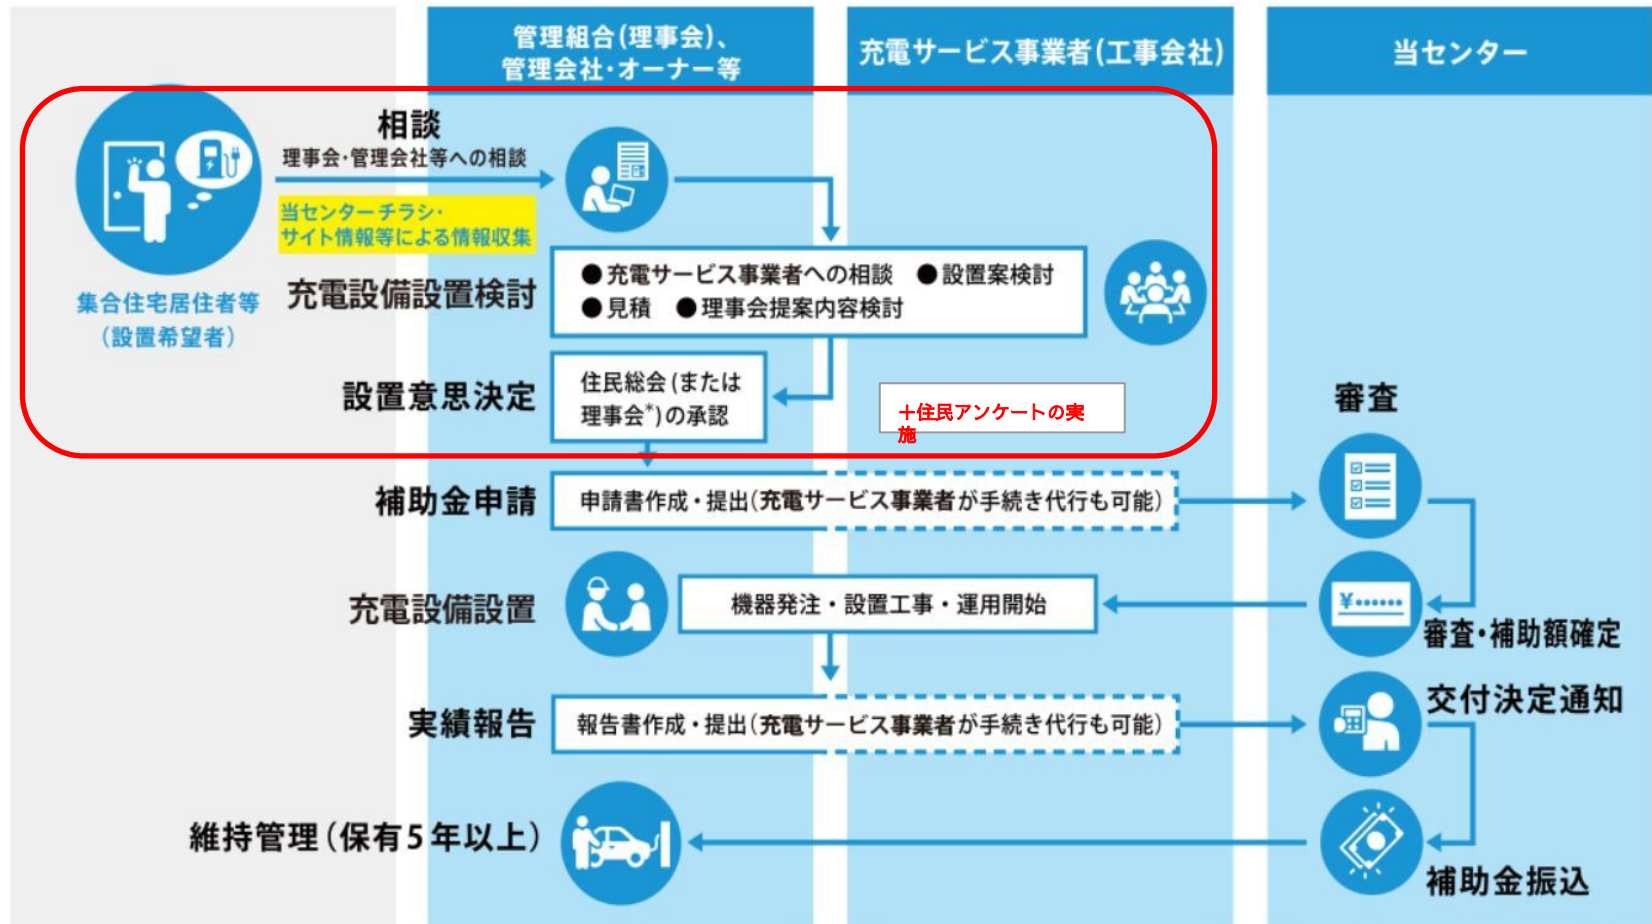 管理組合(理事会)、
管理会社・オーナー等
充電サービス事業者(工事会社)
当センター
相談
理事会・管理会社等への相談
当センターチラシ・
サイト情報等による情報収集
集合住宅居住者等
(設置希望者)
充電設備設置検討
●充電サービス事業者への相談 ●設置案検討
●見積 ●理事会提案内容検討
設置意思決定
住民総会(または
理事会*)の承認
＋住民アンケートの実
施
審査
補助金申請
申請書作成・提出(充電サービス事業者が手続き代行も可能)
充電設備設置
機器発注・設置工事・運用開始
¥
審査・補助額確定
実績報告
報告書作成・提出(充電サービス事業者が手続き代行も可能)
交付決定通知
維持管理(保有5年以上)
補助金振込